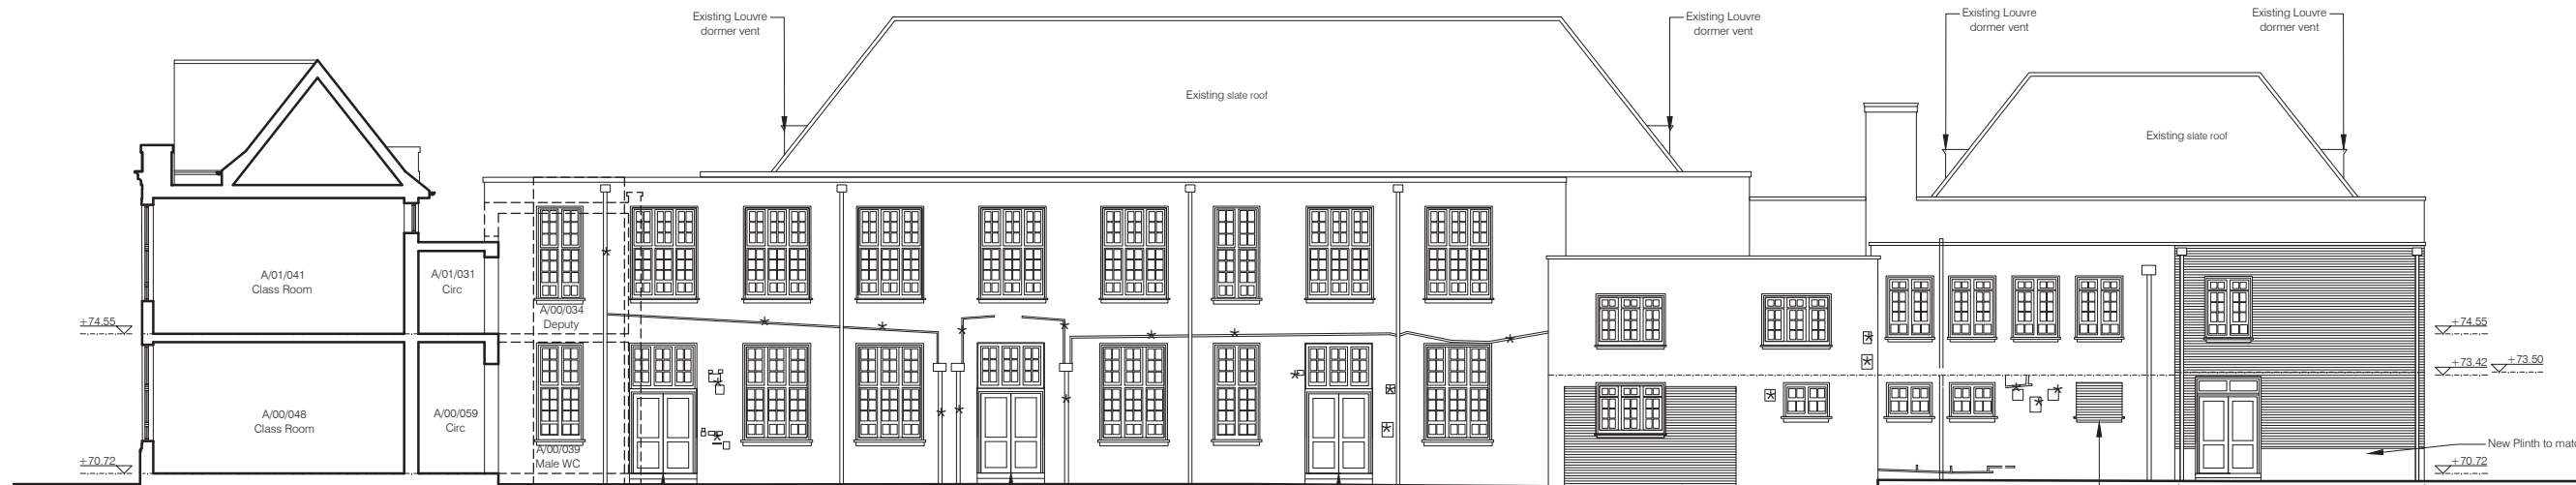 Existing Louvre
dormer vent
Existing Louvre
dormer vent
Existing Louvre
dormer vent
Existing Louvre
dormer vent
Existing slate roof
Existing slate roof
A/01/041
Class Room
A/01/031
Circ
A/00/034
Deputy
+74.55
+74.55
+73.42
+73.50
A/00/048
Class Room
A/00/059
Circ
A/00/039
Male WC
+70.72
New Plinth to
+70.72